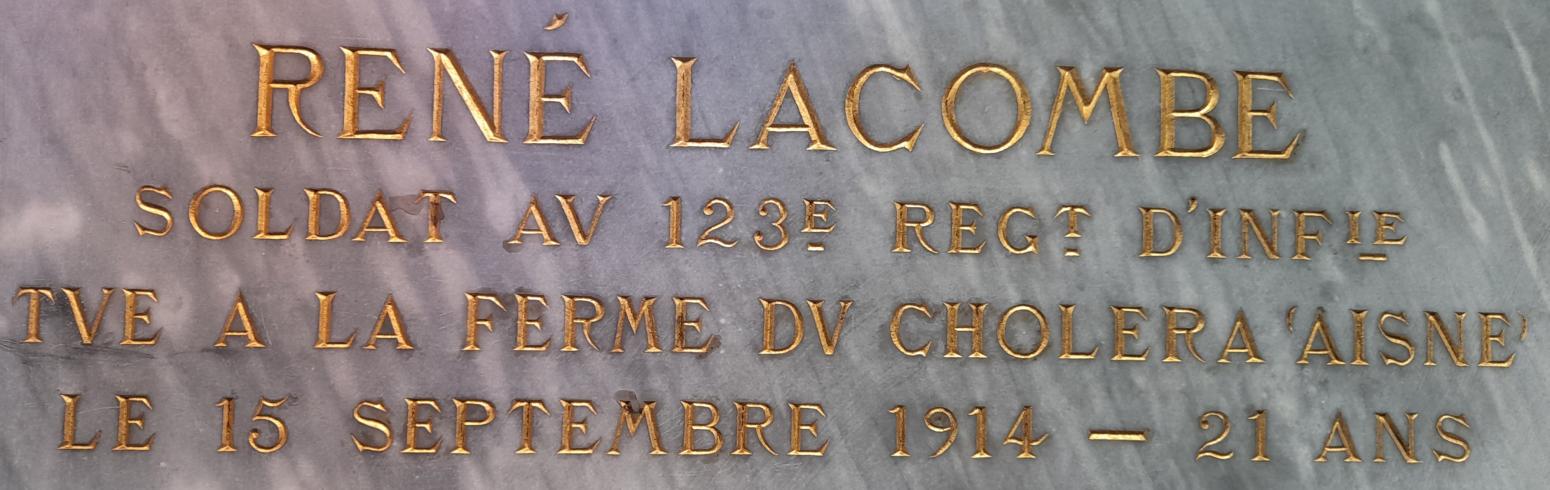 RENÉ LACOMBE
SOLDAT AV 123E REGT D'INFIE
TVE A LA FERME DV CHOLERA (AISNE)
LE 15 SEPTEMBRE 1914 — 21 ANS